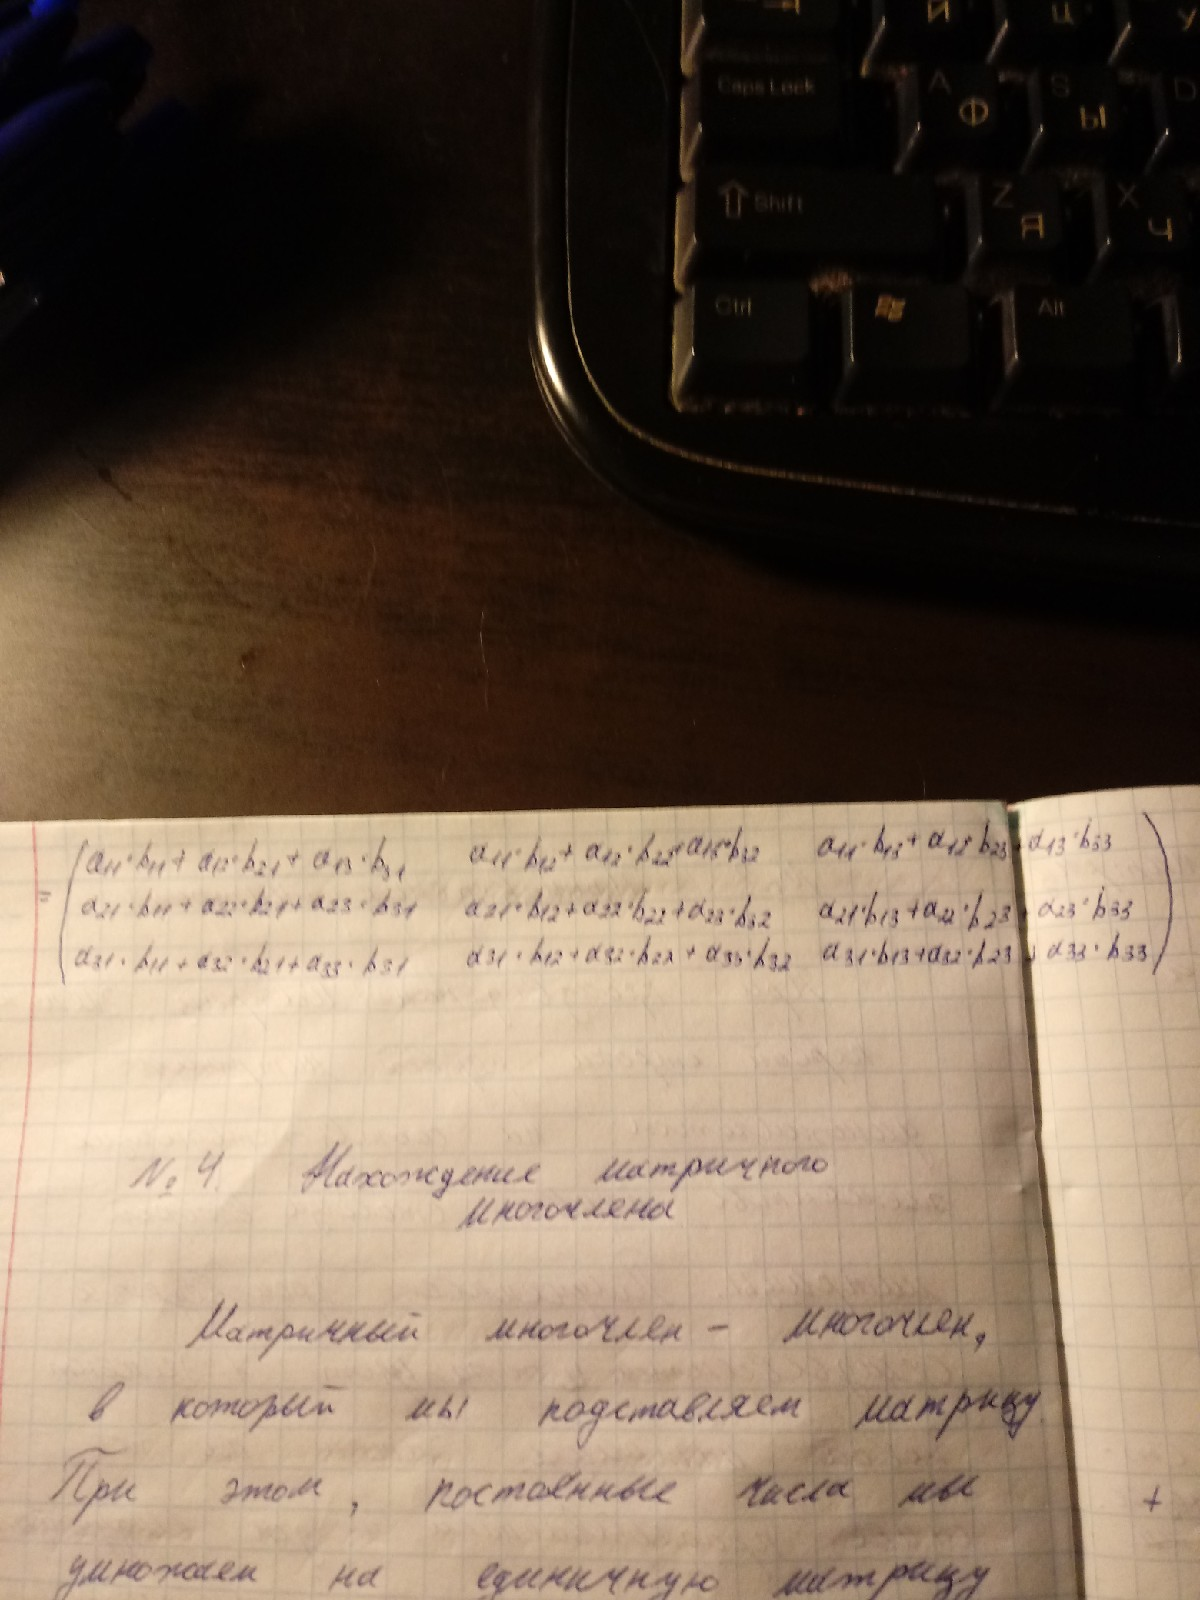 Й Ц У
Caps Lock A Ф S Ы D
Shift Z Я X Ч
Ctrl Alt
= ( a11·b11 + a12·b21 + a13·b31 a11·b12 + a12·b22 + a13·b32 a11·b13 + a12·b23 + a13·b33 )
a21·b11 + a22·b21 + a23·b31 a21·b12 + a22·b22 + a23·b32 a21·b13 + a22·b23 + a23·b33
a31·b11 + a32·b21 + a33·b31 a31·b12 + a32·b22 + a33·b32 a31·b13 + a32·b23 + a33·b33
№ 4. Нахождение матричного
многочлена
Матричный многочлен – многочлен,
в который мы подставляем матрицу.
При этом, постоянные числа мы
+
умножаем на единичную матрицу